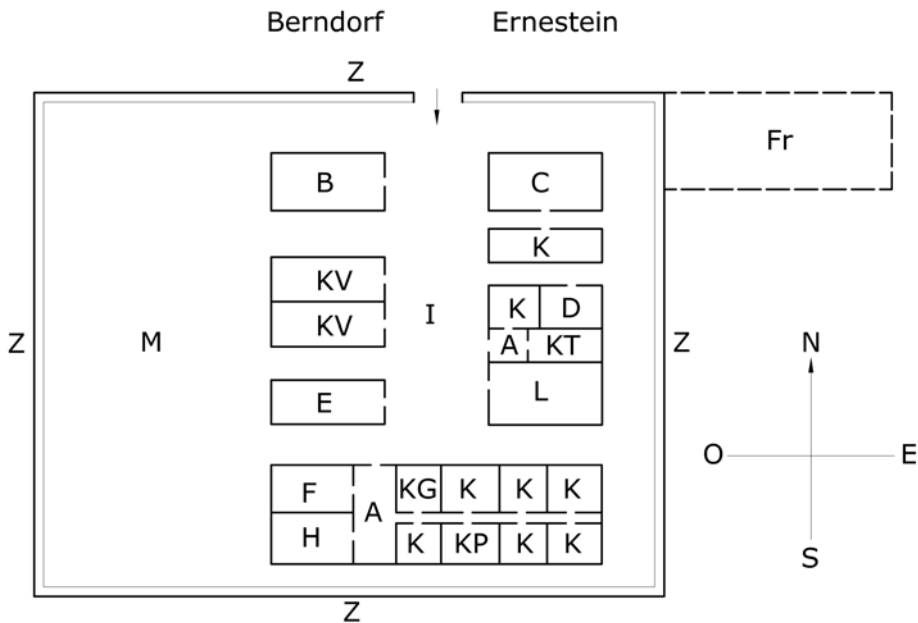 Berndorf Ernestein
Z
Fr
B C
K
KV
K D
I
KV
Z M A KT Z N
E L
O E
F KG K K K
A
H K KP K K
S
Z